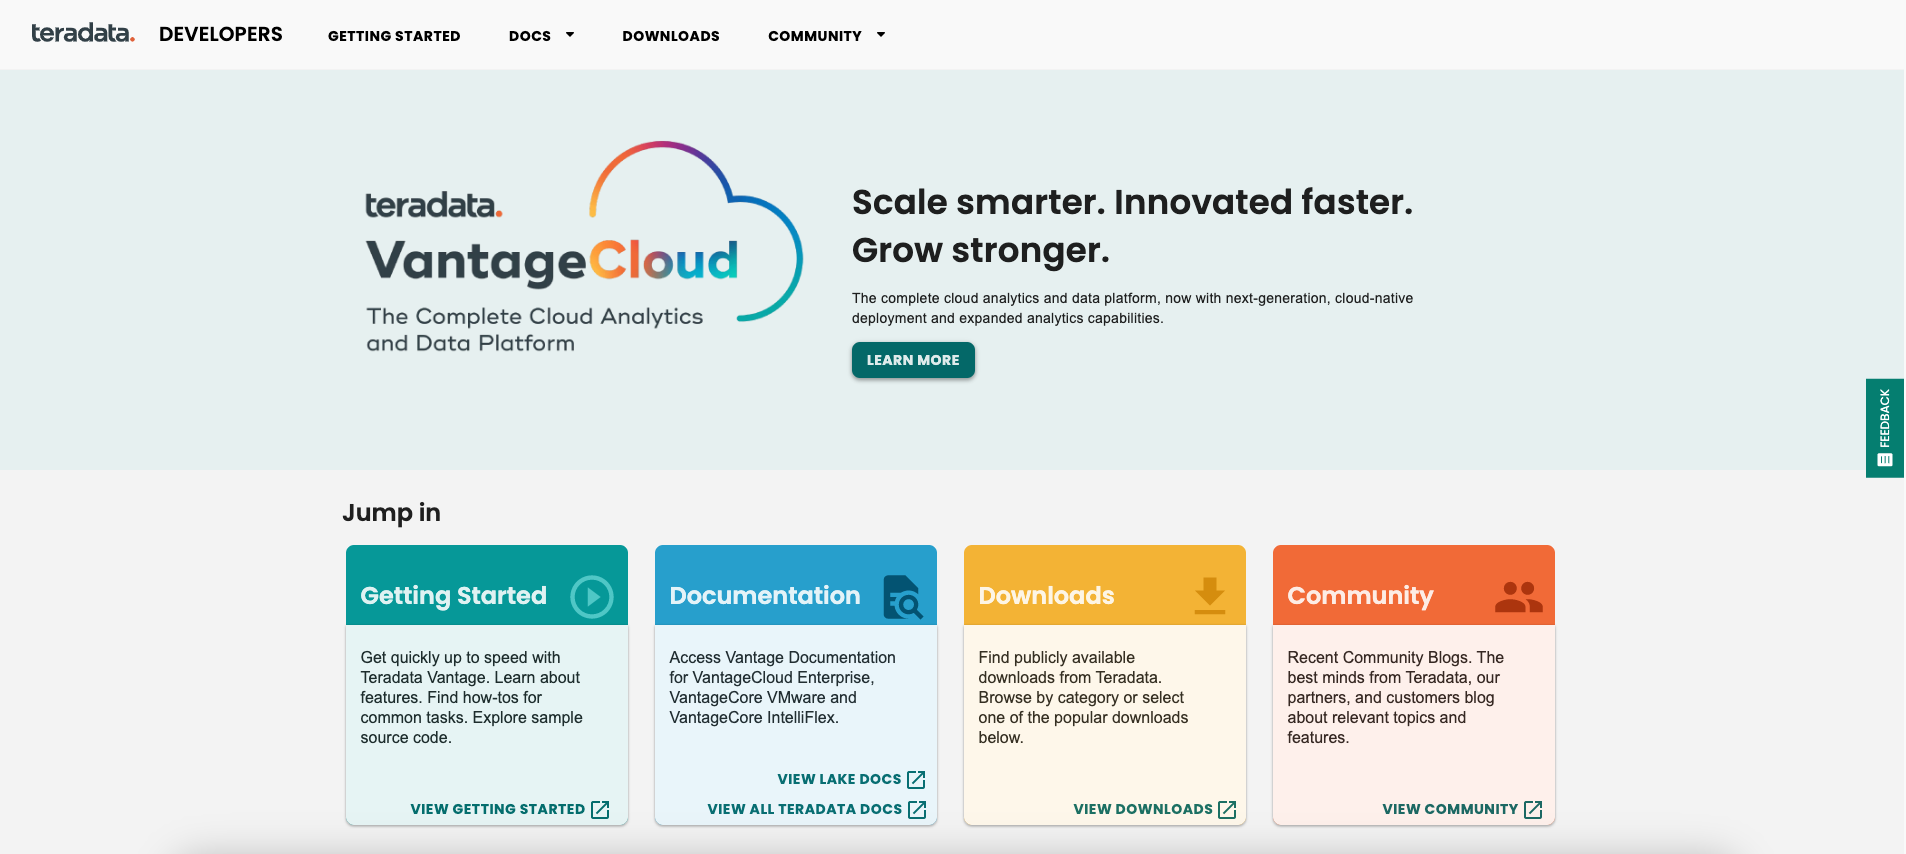 teradata.
DEVELOPERS
GETTING STARTED
DOCS
DOWNLOADS
COMMUNITY
teradata.
VantageCloud
The Complete Cloud Analytics
and Data Platform
Scale smarter. Innovated faster.
Grow stronger.
The complete cloud analytics and data platform, now with next-generation, cloud-native
deployment and expanded analytics capabilities.
LEARN MORE
FEEDBACK
Jump in
Getting Started
Get quickly up to speed with
Teradata Vantage. Learn about
features. Find how-tos for
common tasks. Explore sample
source code.
VIEW GETTING STARTED
Documentation
Access Vantage Documentation
for VantageCloud Enterprise,
VantageCore VMware and
VantageCore IntelliFlex.
VIEW LAKE DOCS
VIEW ALL TERADATA DOCS
Downloads
Find publicly available
downloads from Teradata.
Browse by category or select
one of the popular downloads
below.
VIEW DOWNLOADS
Community
Recent Community Blogs. The
best minds from Teradata, our
partners, and customers blog
about relevant topics and
features.
VIEW COMMUNITY